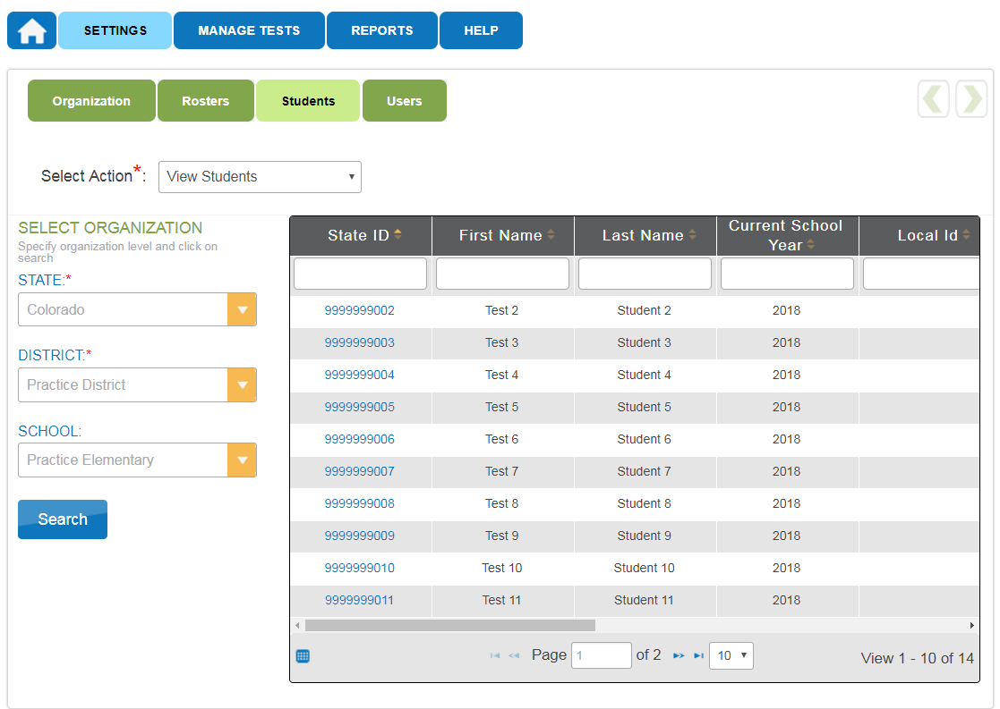 SETTINGS MANAGE TESTS REPORTS HELP
Organization Rosters Students Users
Select Action*: View Students
SELECT ORGANIZATION
Specify organization level and click on
search
STATE:*
Colorado
DISTRICT:*
Practice District
SCHOOL:
Practice Elementary
Search
State ID First Name Last Name Current School Year Local Id
9999999002 Test 2 Student 2 2018
9999999003 Test 3 Student 3 2018
9999999004 Test 4 Student 4 2018
9999999005 Test 5 Student 5 2018
9999999006 Test 6 Student 6 2018
9999999007 Test 7 Student 7 2018
9999999008 Test 8 Student 8 2018
9999999009 Test 9 Student 9 2018
9999999010 Test 10 Student 10 2018
9999999011 Test 11 Student 11 2018
Page 1 of 2 10 View 1 - 10 of 14